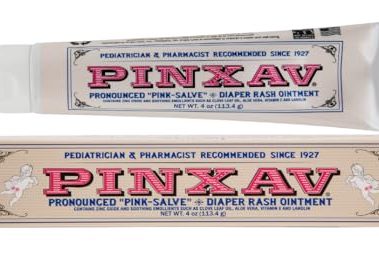 PEDIATRICIAN & PHARMACIST RECOMMENDED SINCE 1927
PINXAV®
PRONOUNCED "PINK-SALVE" DIAPER RASH OINTMENT
CONTAINS ZINC OXIDE AND SOOTHING EMOLLIENTS SUCH AS CLOVE LEAF OIL, ALOE VERA, VITAMIN E AND LANOLIN
NET WT. 4 oz (113.4 g)
PEDIATRICIAN & PHARMACIST RECOMMENDED SINCE 1927
PINXAV®
PRONOUNCED "PINK-SALVE" DIAPER RASH OINTMENT
CONTAINS ZINC OXIDE AND SOOTHING EMOLLIENTS SUCH AS CLOVE LEAF OIL, ALOE VERA, VITAMIN E AND LANOLIN
NET WT. 4 oz (113.4 g)